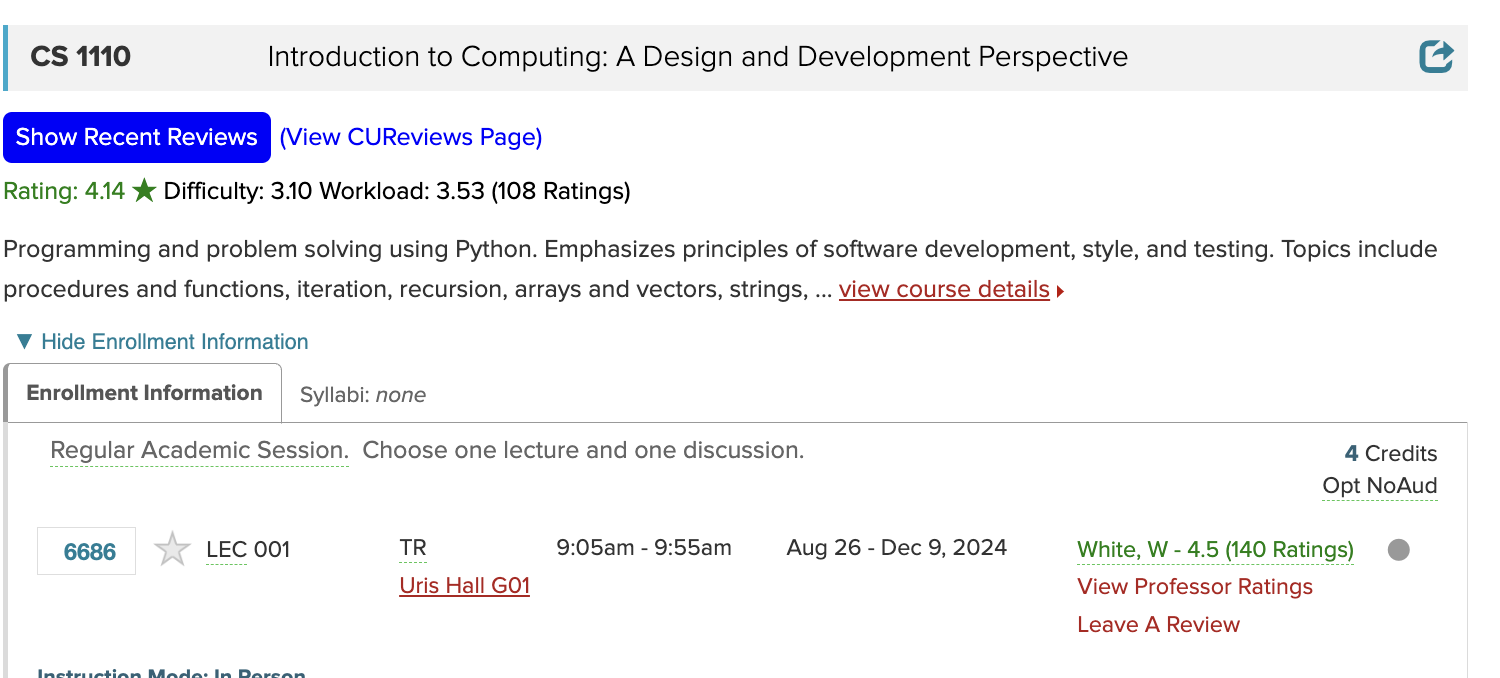 CS 1110 Introduction to Computing: A Design and Development Perspective
Show Recent Reviews (View CUReviews Page)
Rating: 4.14 ★ Difficulty: 3.10 Workload: 3.53 (108 Ratings)
Programming and problem solving using Python. Emphasizes principles of software development, style, and testing. Topics include
procedures and functions, iteration, recursion, arrays and vectors, strings, ... view course details
▼ Hide Enrollment Information
Enrollment Information Syllabi: none
Regular Academic Session. Choose one lecture and one discussion.
4 Credits
Opt NoAud
6686 LEC 001 TR 9:05am - 9:55am Aug 26 - Dec 9, 2024 White, W - 4.5 (140 Ratings)
Uris Hall G01 View Professor Ratings
Leave A Review
Instruction Mode: In Person